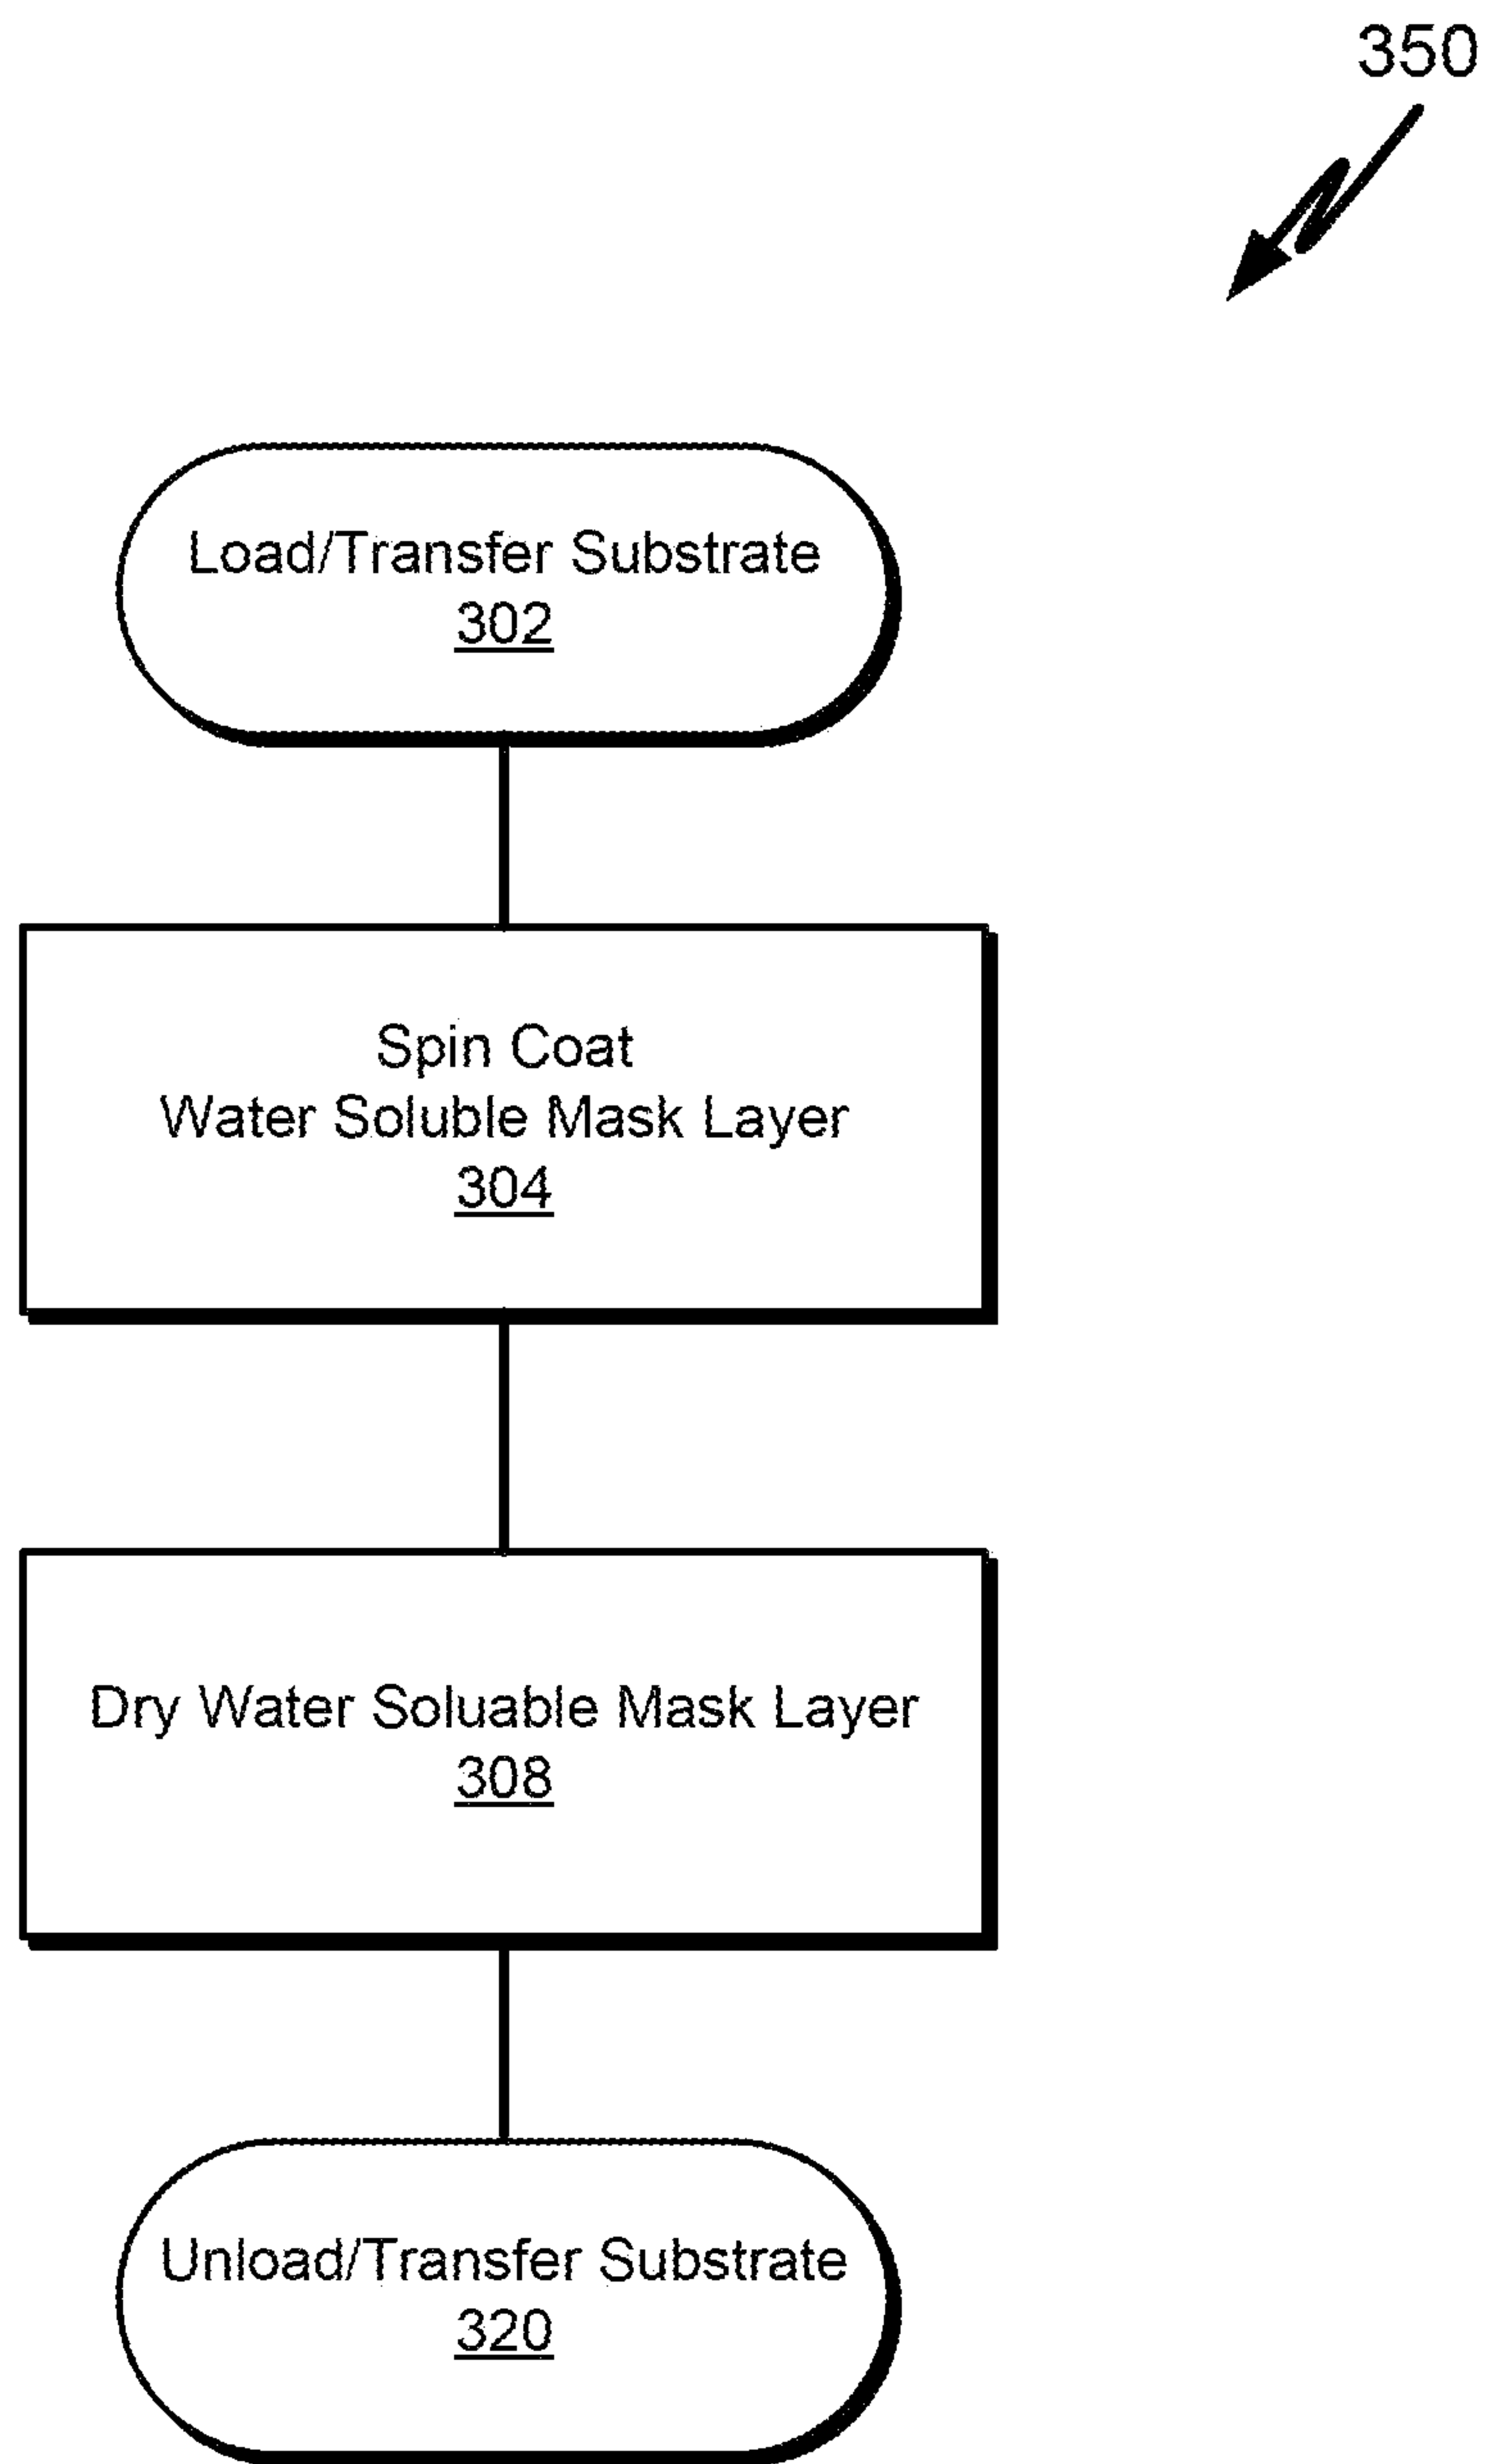 350
Load/Transfer Substrate
302
Spin Coat
Water Soluble Mask Layer
304
Dry Water Soluable Mask Layer
308
Unload/Transfer Substrate
320